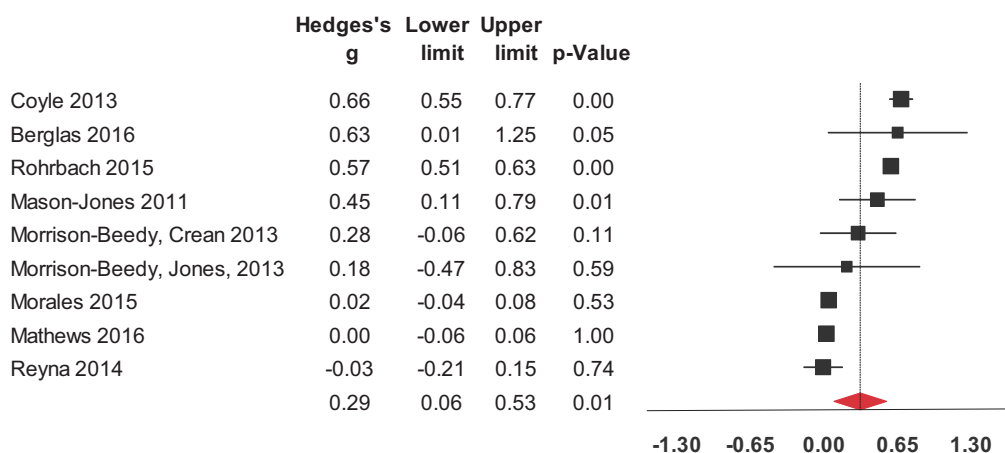 Hedges's Lower Upper
g limit limit p-Value
Coyle 2013 0.66 0.55 0.77 0.00
Berglas 2016 0.63 0.01 1.25 0.05
Rohrbach 2015 0.57 0.51 0.63 0.00
Mason-Jones 2011 0.45 0.11 0.79 0.01
Morrison-Beedy, Crean 2013 0.28 -0.06 0.62 0.11
Morrison-Beedy, Jones, 2013 0.18 -0.47 0.83 0.59
Morales 2015 0.02 -0.04 0.08 0.53
Mathews 2016 0.00 -0.06 0.06 1.00
Reyna 2014 -0.03 -0.21 0.15 0.74
0.29 0.06 0.53 0.01
-1.30 -0.65 0.00 0.65 1.30